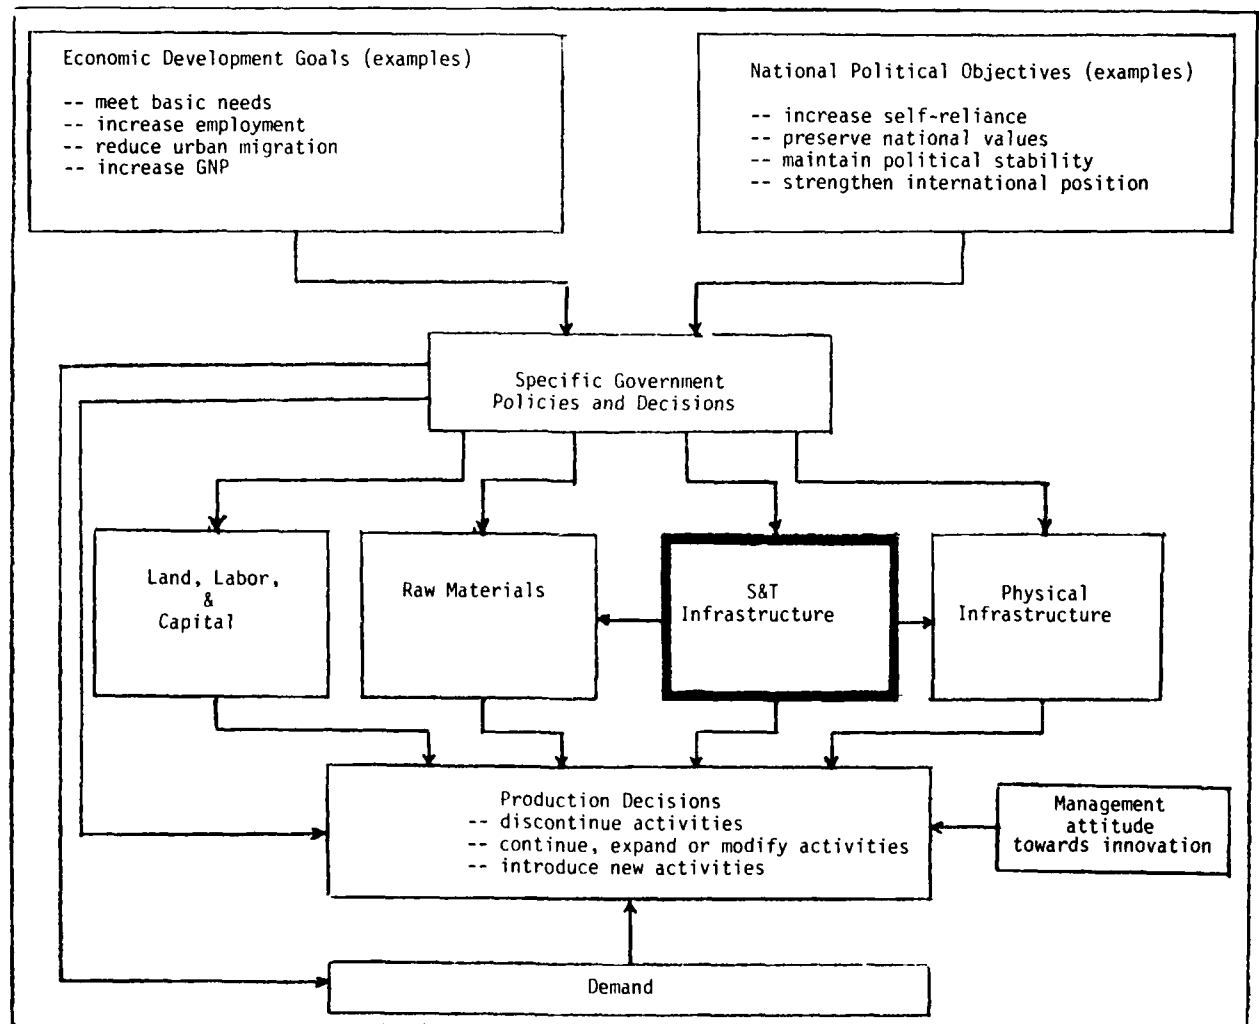 Economic Development Goals (examples)
-- meet basic needs
-- increase employment
-- reduce urban migration
-- increase GNP
National Political Objectives (examples)
-- increase self-reliance
-- preserve national values
-- maintain political stability
-- strengthen international position
Specific Government
Policies and Decisions
Land, Labor,
&
Capital
Raw Materials
S&T
Infrastructure
Physical
Infrastructure
Production Decisions
-- discontinue activities
-- continue, expand or modify activities
-- introduce new activities
Management
attitude
towards innovation
Demand